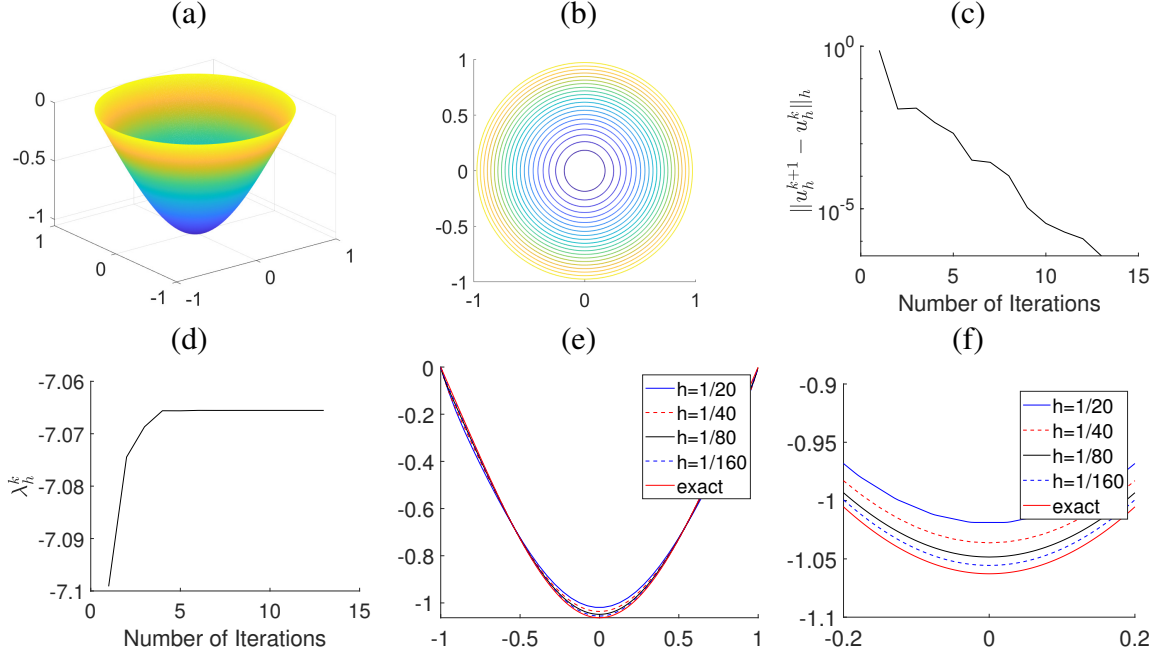 (a)
0
-0.5
-1
1
0
-1
-1
0
1
(b)
1
0.5
0
-0.5
-1
-1
0
1
(c)
10^0
10^-5
||u_h^{k+1} - u_h^k||_h
5
10
15
Number of Iterations
(d)
-7.06
-7.07
-7.08
-7.09
-7.1
λ_h^k
0
5
10
15
Number of Iterations
(e)
0
-0.2
-0.4
-0.6
-0.8
-1
-1
-0.5
0
0.5
1
h=1/20
h=1/40
h=1/80
h=1/160
exact
(f)
-0.9
-0.95
-1
-1.05
-1.1
-0.2
0
0.2
h=1/20
h=1/40
h=1/80
h=1/160
exact